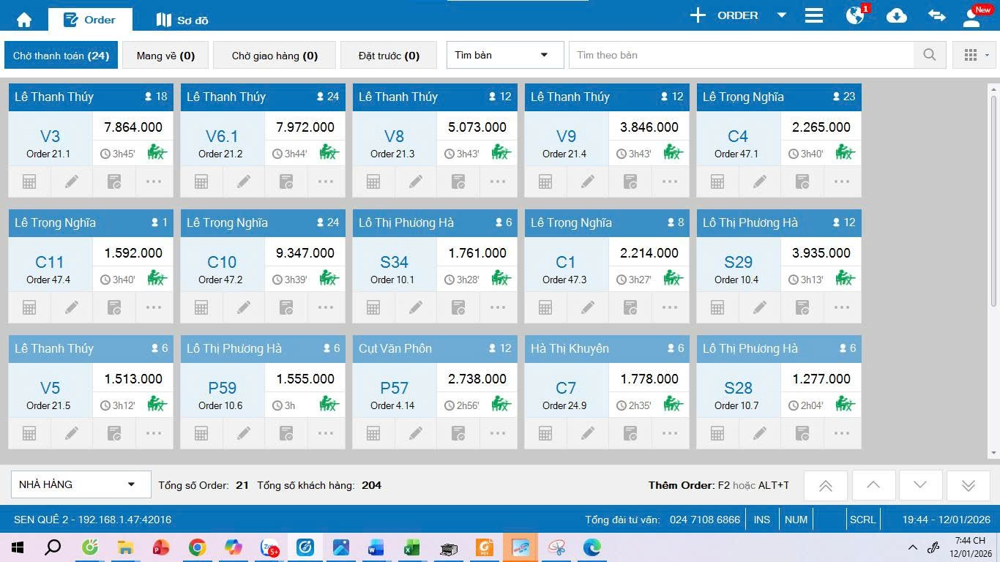 Order
Sơ đồ
ORDER
1
New
Chờ thanh toán (24)
Mang về (0)
Chờ giao hàng (0)
Đặt trước (0)
Tìm bàn
Tìm theo bàn
Lê Thanh Thúy 18
V3
Order 21.1
7.864.000
3h45'
Lê Thanh Thúy 24
V6.1
Order 21.2
7.972.000
3h44'
Lê Thanh Thúy 12
V8
Order 21.3
5.073.000
3h43'
Lê Thanh Thúy 12
V9
Order 21.4
3.846.000
3h43'
Lê Trọng Nghĩa 23
C4
Order 47.1
2.265.000
3h40'
Lê Trọng Nghĩa 1
C11
Order 47.4
1.592.000
3h40'
Lê Trọng Nghĩa 24
C10
Order 47.2
9.347.000
3h39'
Lô Thị Phương Hà 6
S34
Order 10.1
1.761.000
3h28'
Lê Trọng Nghĩa 8
C1
Order 47.3
2.214.000
3h27'
Lô Thị Phương Hà 12
S29
Order 10.4
3.935.000
3h13'
Lê Thanh Thúy 6
V5
Order 21.5
1.513.000
3h12'
Lô Thị Phương Hà 6
P59
Order 10.6
1.555.000
3h
Cụt Văn Phôn 12
P57
Order 4.14
2.738.000
2h56'
Hà Thị Khuyên 6
C7
Order 24.9
1.778.000
2h35'
Lô Thị Phương Hà 6
S28
Order 10.7
1.277.000
2h04'
NHÀ HÀNG
Tổng số Order: 21 Tổng số khách hàng: 204
Thêm Order: F2 hoặc ALT+T
SEN QUÊ 2 - 192.168.1.47:42016
Tổng đài tư vấn: 024 7108 6866
INS
NUM
SCRL
19:44 - 12/01/2026
5+
7:44 CH
12/01/2026